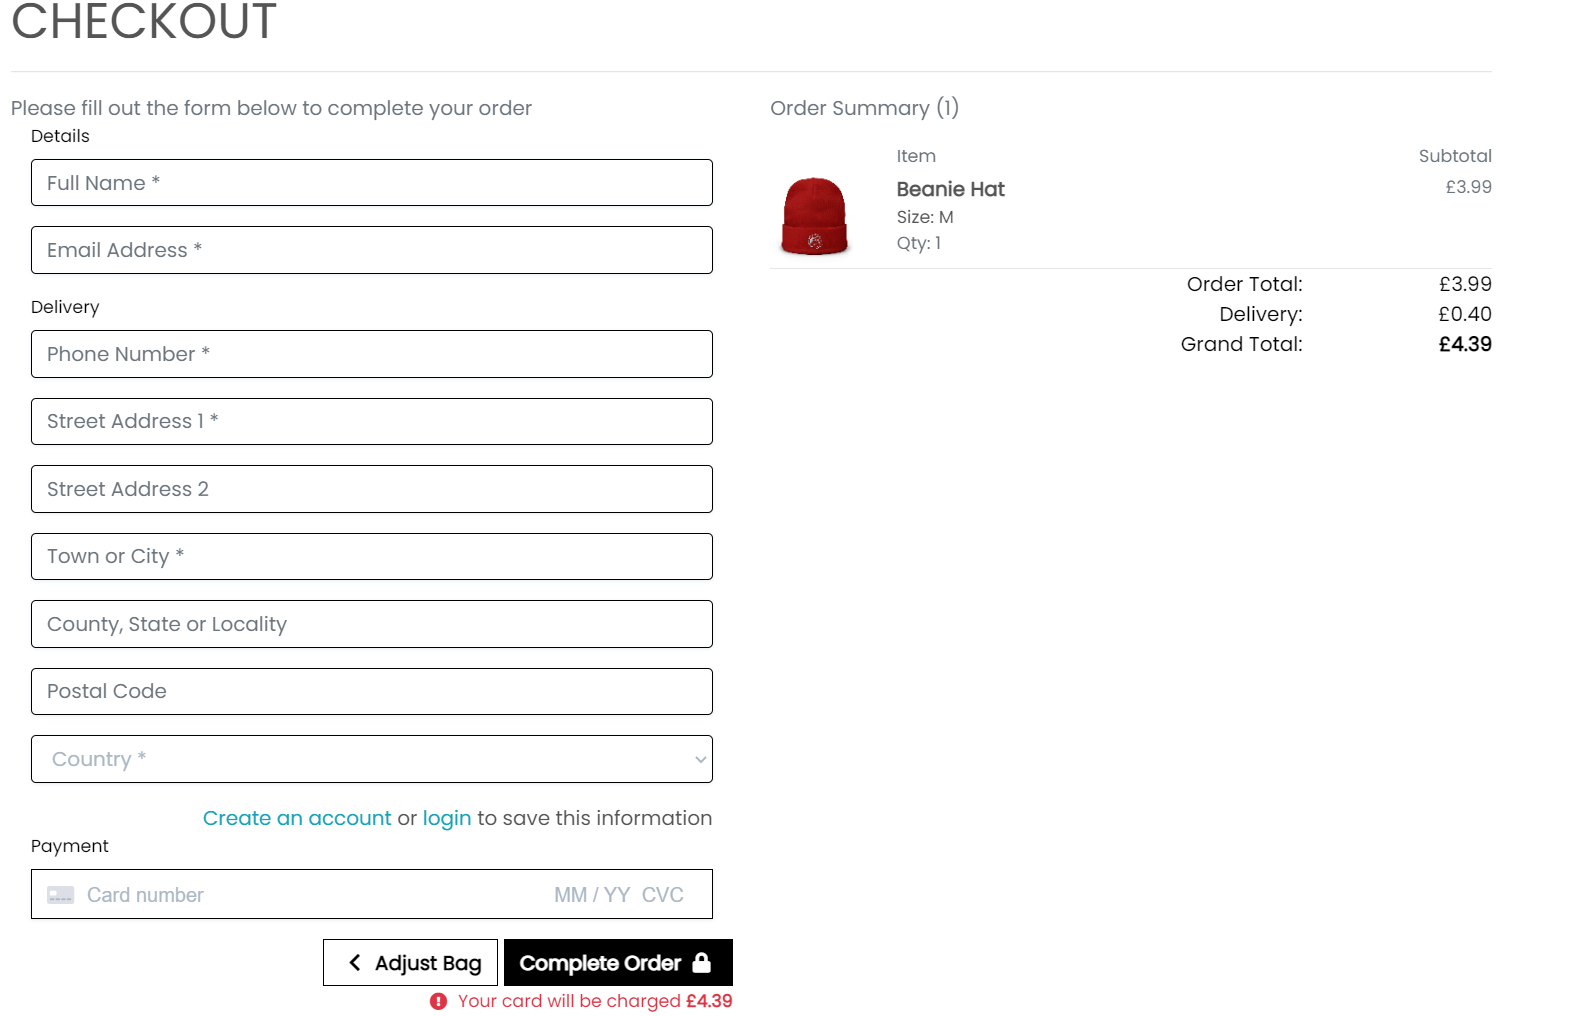 CHECKOUT
Please fill out the form below to complete your order
Details
Full Name *
Email Address *
Delivery
Phone Number *
Street Address 1 *
Street Address 2
Town or City *
County, State or Locality
Postal Code
Country *
Create an account or login to save this information
Payment
Card number MM / YY CVC
Adjust Bag Complete Order
Your card will be charged £4.39
Order Summary (1)
Item Subtotal
Beanie Hat £3.99
Size: M
Qty: 1
Order Total: £3.99
Delivery: £0.40
Grand Total: £4.39